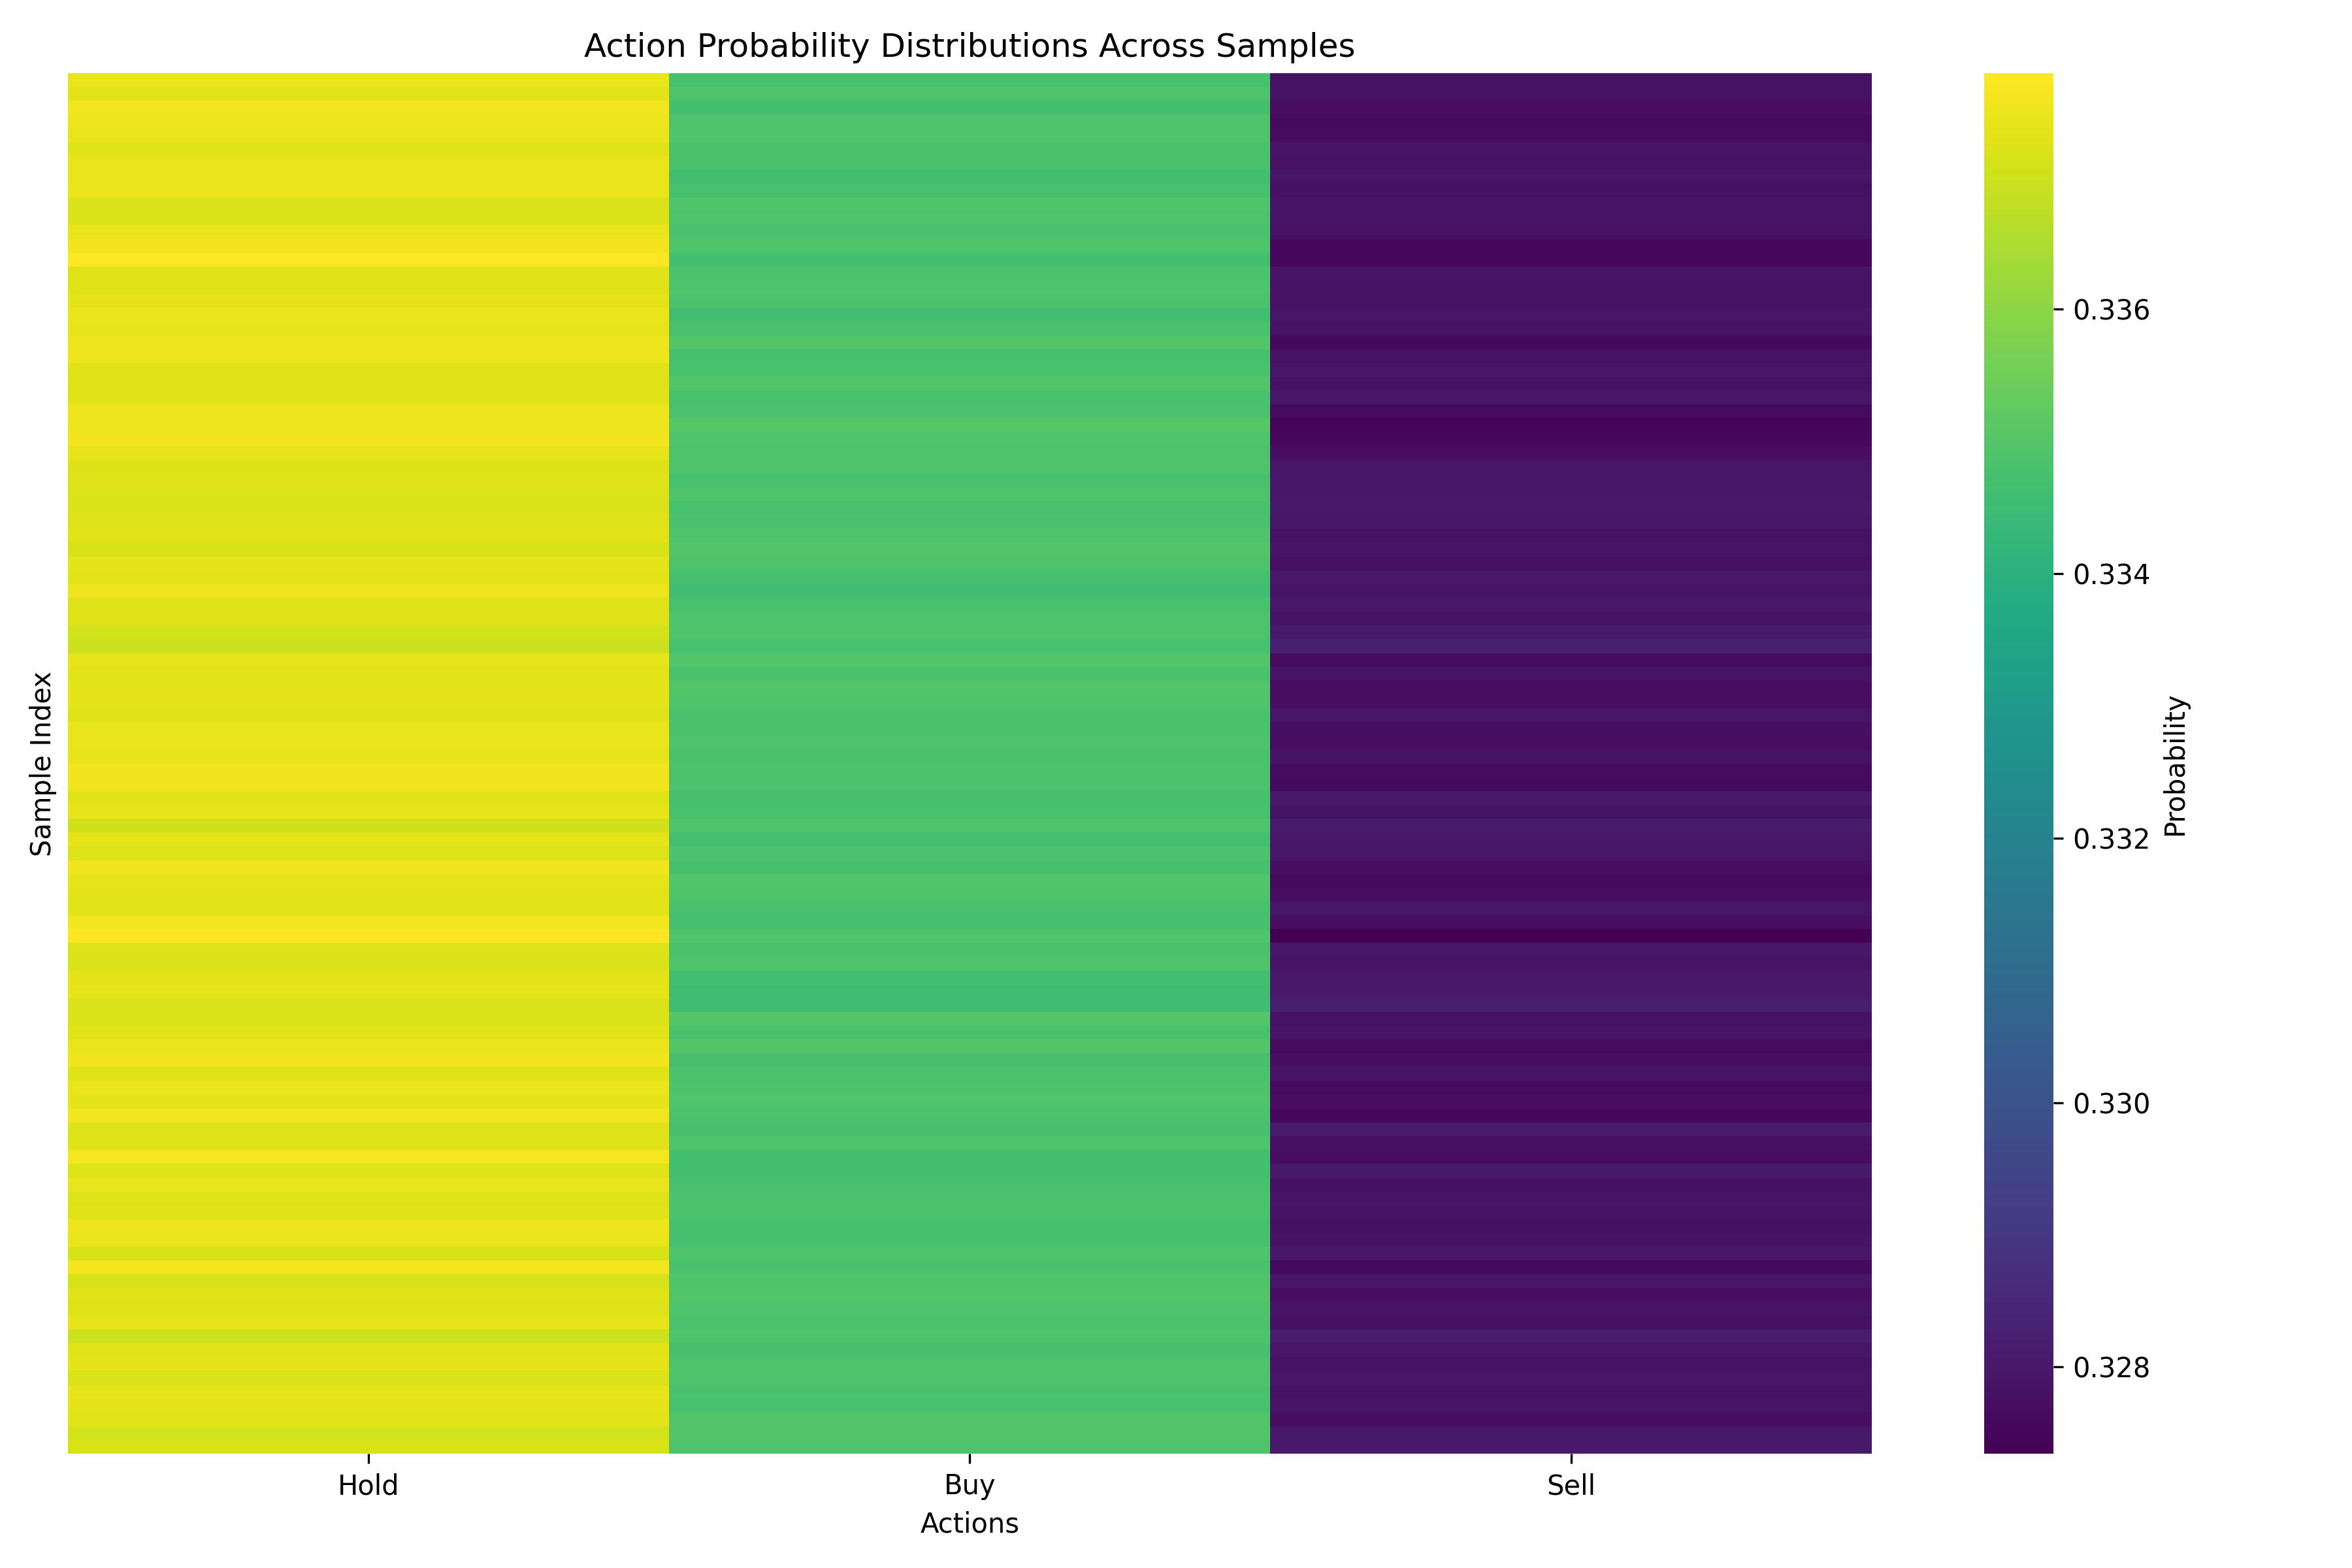 Action Probability Distributions Across Samples
Sample Index
Hold
Buy
Sell
Actions
0.336
0.334
0.332
0.330
0.328
Probability